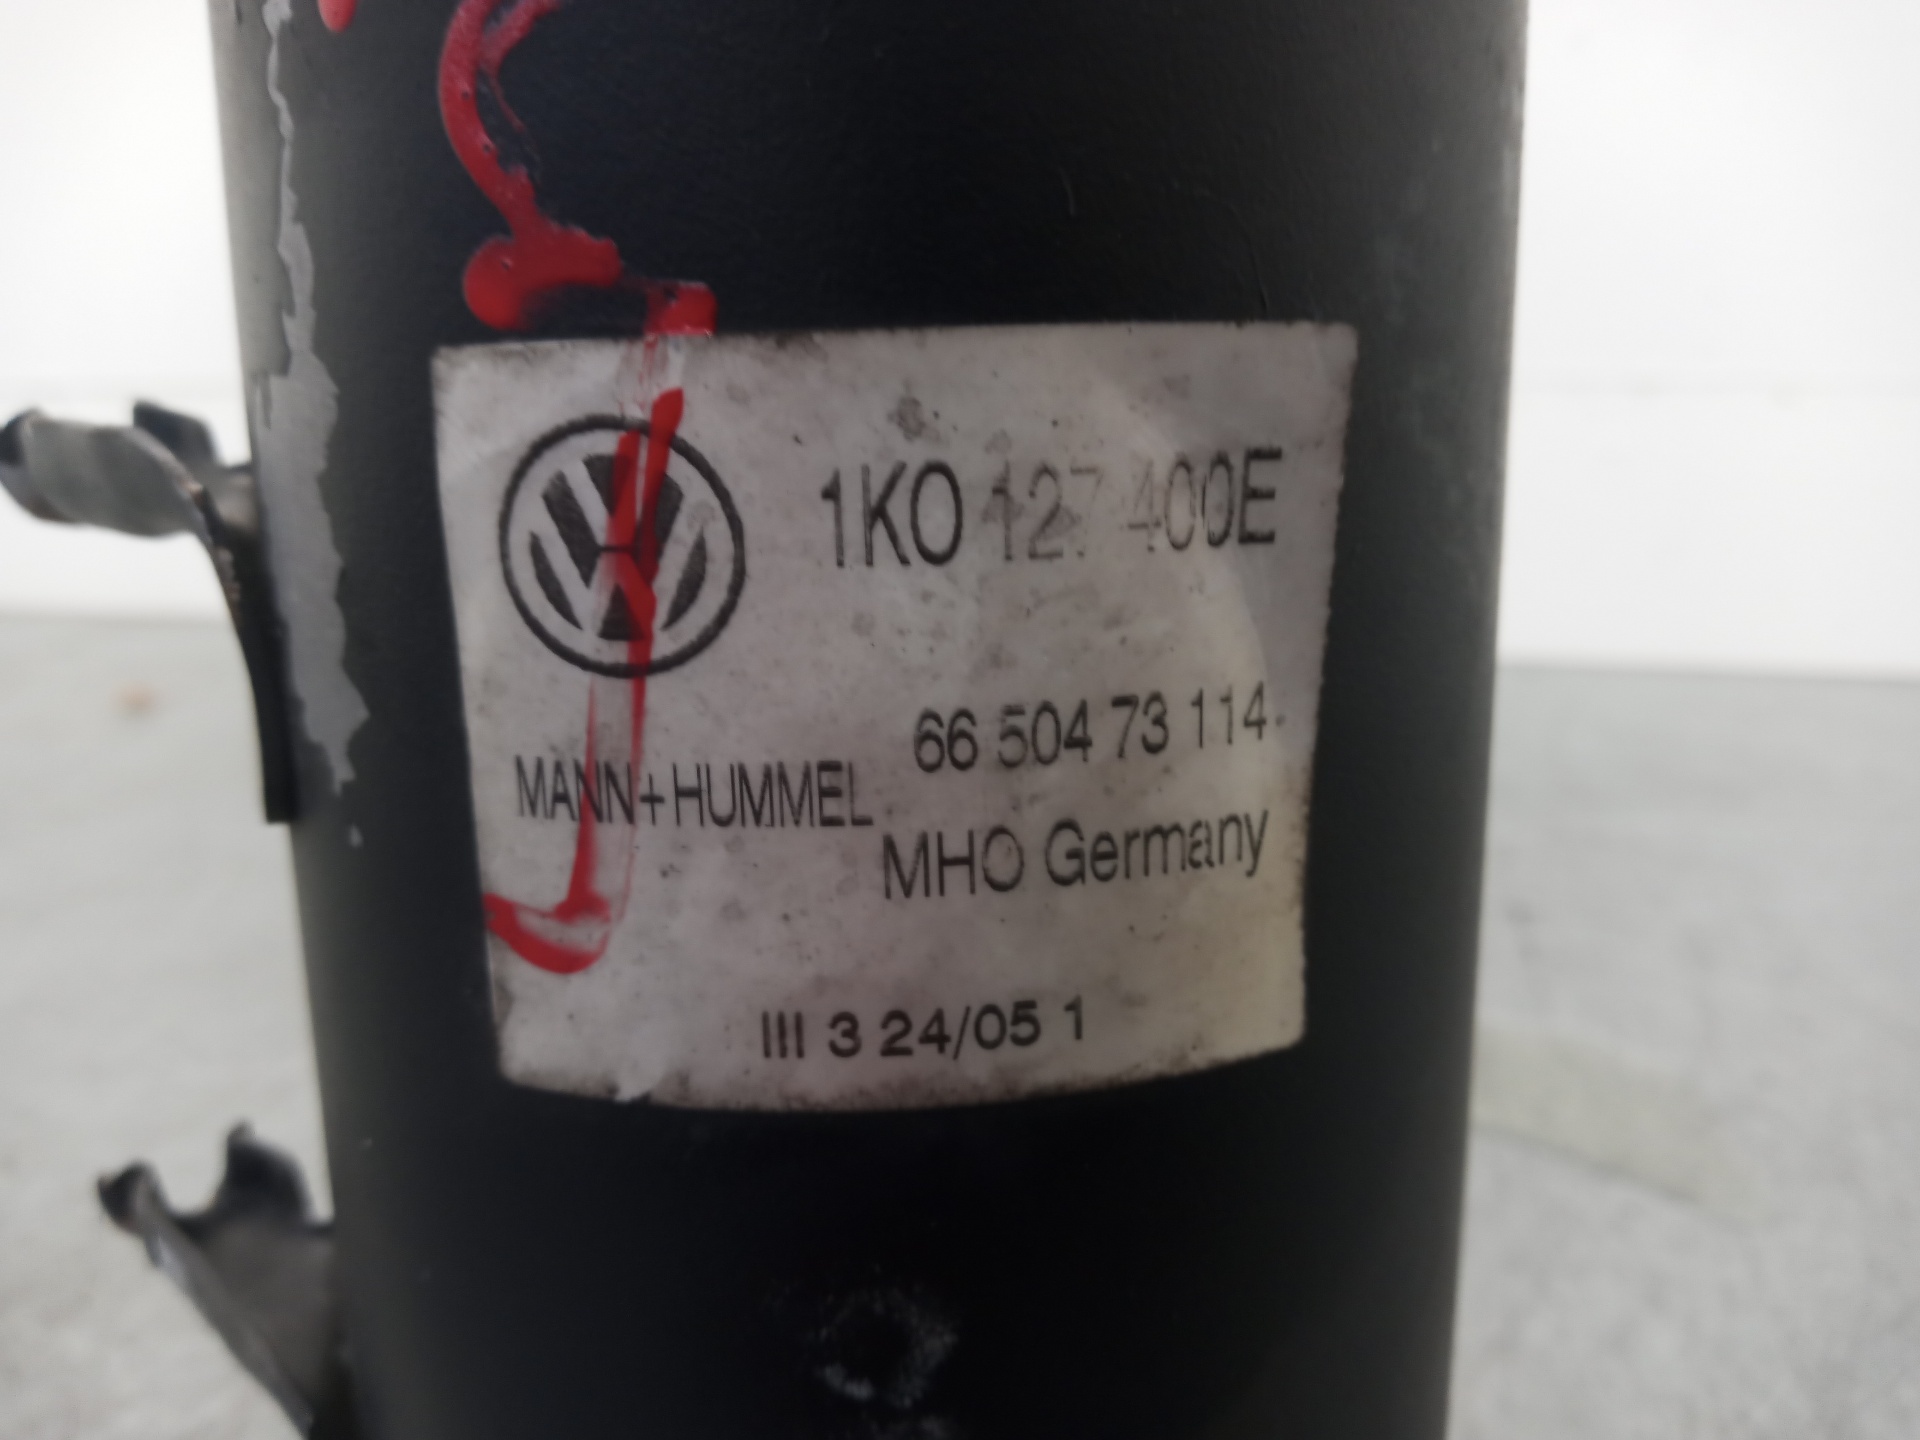 1K0 127 400E
66 504 73 114
MANN+HUMMEL
MHO Germany
III 3 24/05 1